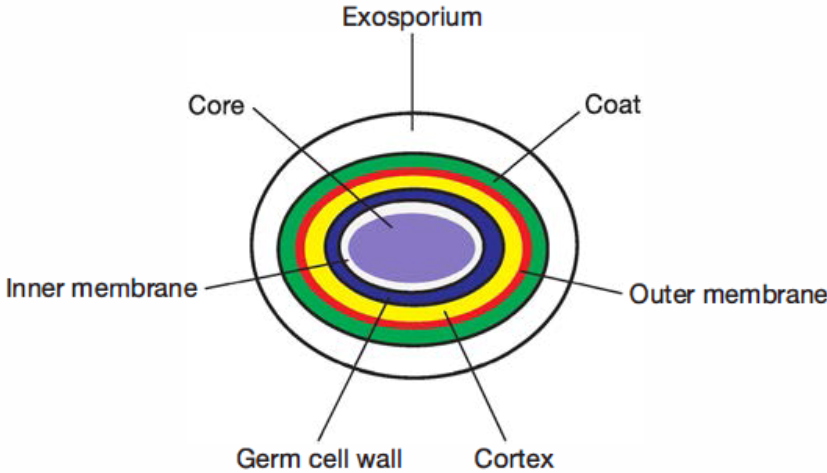 Exosporium
Core
Coat
Inner membrane
Outer membrane
Germ cell wall
Cortex